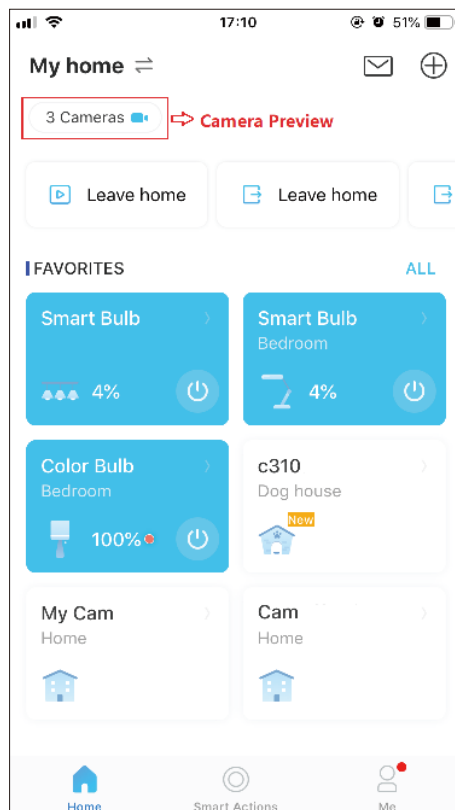 17:10
51%
My home
3 Cameras
Camera Preview
Leave home
Leave home
FAVORITES
ALL
Smart Bulb
4%
Smart Bulb
Bedroom
4%
Color Bulb
Bedroom
100%
c310
Dog house
New
My Cam
Home
Cam
Home
Home
Smart Actions
Me